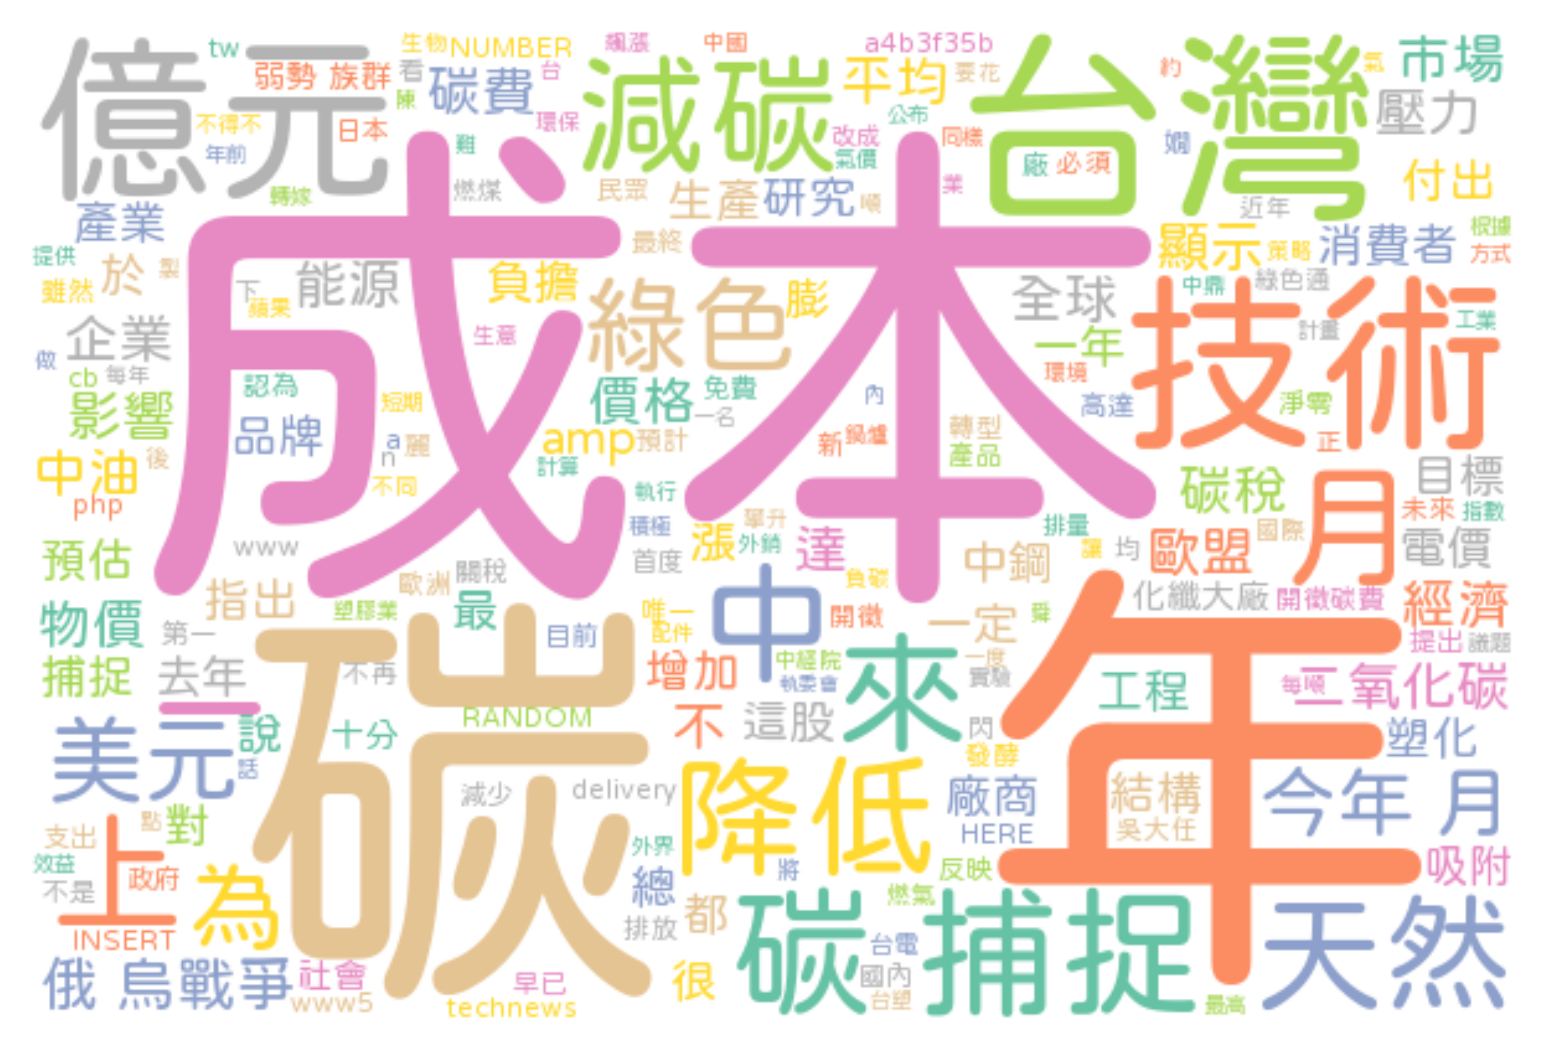 tw
生物
NUMBER
飆漲
中國
a4b3f35b
約
氣
市場
億元
弱勢 族群
看
陳
碳費
台
減碳
平均
要花
台灣
壓力
不得不
日本
環保
公布
年前
難
改成
氣價
同樣
嫺
廠
必須
付出
轉嫁
燃煤
民眾
生產
研究
噸
業
近年
產業
最終
顯示
策略
消費者
根據
方式
提供
於
製
雖然
下
蘋果
能源
負擔
綠色
膨
全球
中鼎
綠色通
成本
技術
企業
生意
一年
計畫
工業
做
cb
每年
認為
短期
價格
免費
一名
內
環境
高達
淨零
影響
品牌
a
n
麗
amp
預計
新
鍋爐
轉型
產品
正
中油
後
計算
不同
執行
碳稅
月
目標
php
www
積極
漲
攀升
外銷
達
排量
未來
指數
預估
歐洲
關稅
首度
負碳
中鋼
讓
均
歐盟
國際
電價
指出
塑膠業
最
唯一
配件
中
開徵
一定
舜
化纖大廠
開徵碳費
經濟
物價
第一
目前
中經院
執委會
一度
實驗
提出
議題
捕捉
去年
不再
增加
來
工程
每噸
二氧化碳
一
美元
說
話
十分
RANDOM
不
這股
閃
發酵
塑化
碳
減少
delivery
降低
廠商
HERE
年
結構
吳大任
今年 月
支出
點
對
上
效益
不是
政府
為
外界
總
將
反映
吸附
INSERT
排放
都
碳捕捉
燃氣
台電
國內
台塑
天然
俄 烏戰爭
社會
www5
早已
technews
很
最高